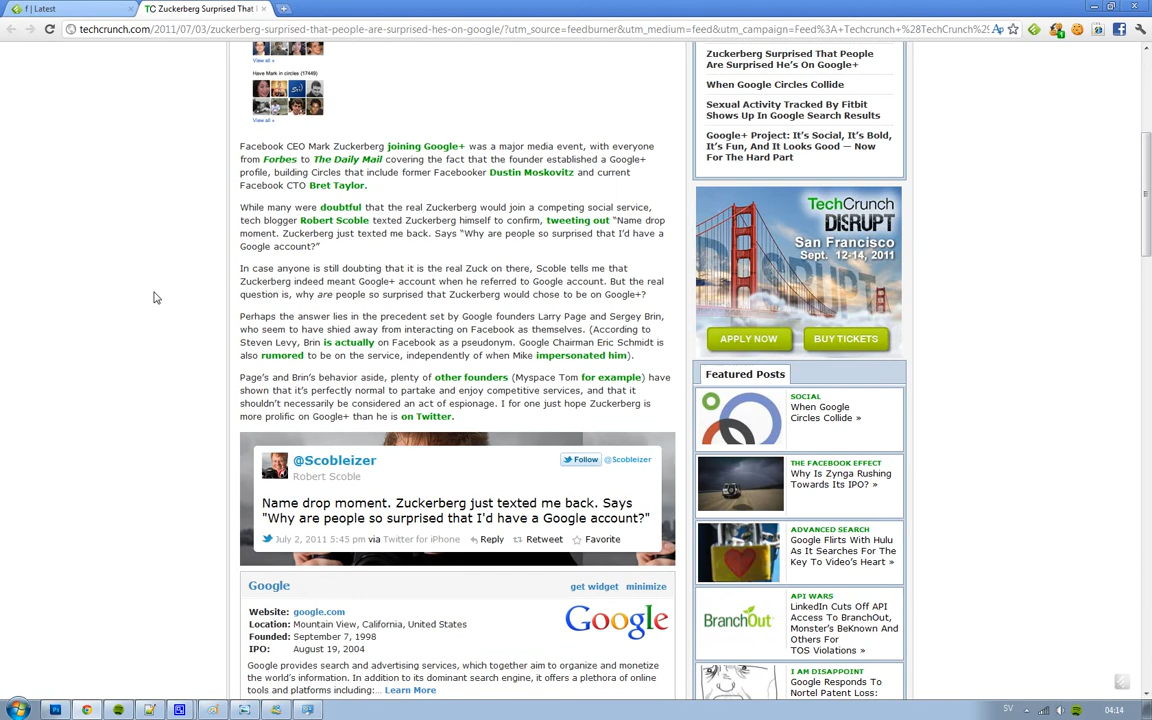 f | Latest
TC Zuckerberg Surprised That
techcrunch.com/2011/07/03/zuckerberg-surprised-that-people-are-surprised-hes-on-google/?utm_source=feedburner&utm_medium=feed&utm_campaign=Feed%3A+Techcrunch+%28TechCrunch%29
View all »
Have Mark in circles (17449)
View all »
Facebook CEO Mark Zuckerberg joining Google+ was a major media event, with everyone
from Forbes to The Daily Mail covering the fact that the founder established a Google+
profile, building Circles that include former Facebooker Dustin Moskovitz and current
Facebook CTO Bret Taylor.
While many were doubtful that the real Zuckerberg would join a competing social service,
tech blogger Robert Scoble texted Zuckerberg himself to confirm, tweeting out “Name drop
moment. Zuckerberg just texted me back. Says “Why are people so surprised that I’d have a
Google account?”
In case anyone is still doubting that it is the real Zuck on there, Scoble tells me that
Zuckerberg indeed meant Google+ account when he referred to Google account. But the real
question is, why are people so surprised that Zuckerberg would chose to be on Google+?
Perhaps the answer lies in the precedent set by Google founders Larry Page and Sergey Brin,
who seem to have shied away from interacting on Facebook as themselves. (According to
Steven Levy, Brin is actually on Facebook as a pseudonym. Google Chairman Eric Schmidt is
also rumored to be on the service, independently of when Mike impersonated him).
Page’s and Brin’s behavior aside, plenty of other founders (Myspace Tom for example) have
shown that it’s perfectly normal to partake and enjoy competitive services, and that it
shouldn’t necessarily be considered an act of espionage. I for one just hope Zuckerberg is
more prolific on Google+ than he is on Twitter.
@Scobleizer
Robert Scoble
Follow @Scobleizer
Name drop moment. Zuckerberg just texted me back. Says
"Why are people so surprised that I'd have a Google account?"
July 2, 2011 5:45 pm via Twitter for iPhone Reply Retweet Favorite
Google
get widget minimize
Website: google.com
Location: Mountain View, California, United States
Founded: September 7, 1998
IPO: August 19, 2004
Google
Google provides search and advertising services, which together aim to organize and monetize
the world’s information. In addition to its dominant search engine, it offers a plethora of online
tools and platforms including:... Learn More
Zuckerberg Surprised That People
Are Surprised He’s On Google+
When Google Circles Collide
Sexual Activity Tracked By Fitbit
Shows Up In Google Search Results
Google+ Project: It’s Social, It’s Bold,
It’s Fun, And It Looks Good — Now
For The Hard Part
TechCrunch
DISRUPT
San Francisco
Sept. 12-14, 2011
DISRUPT
APPLY NOW
BUY TICKETS
Featured Posts
SOCIAL
When Google
Circles Collide »
THE FACEBOOK EFFECT
Why Is Zynga Rushing
Towards Its IPO? »
ADVANCED SEARCH
Google Flirts With Hulu
As It Searches For The
Key To Video’s Heart »
BranchOut
API WARS
LinkedIn Cuts Off API
Access To BranchOut,
Monster’s BeKnown And
Others For
TOS Violations »
I AM DISAPPOINT
Google Responds To
Nortel Patent Loss:
SV
04:14